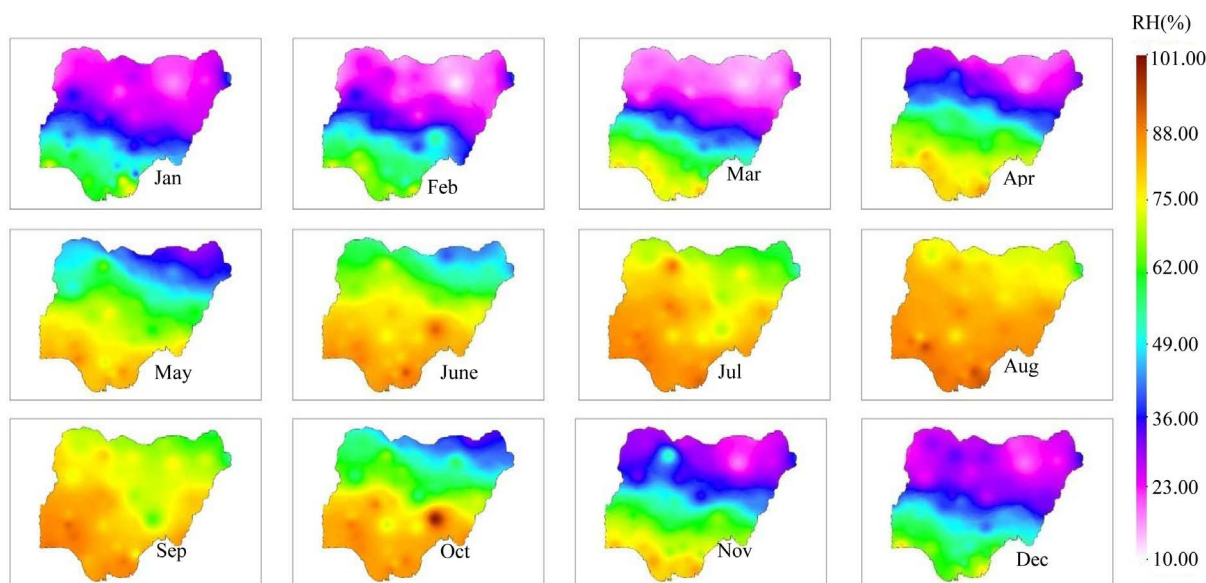 RH(%)
101.00
88.00
75.00
62.00
49.00
36.00
23.00
10.00
Jan
Feb
Mar
Apr
May
June
Jul
Aug
Sep
Oct
Nov
Dec